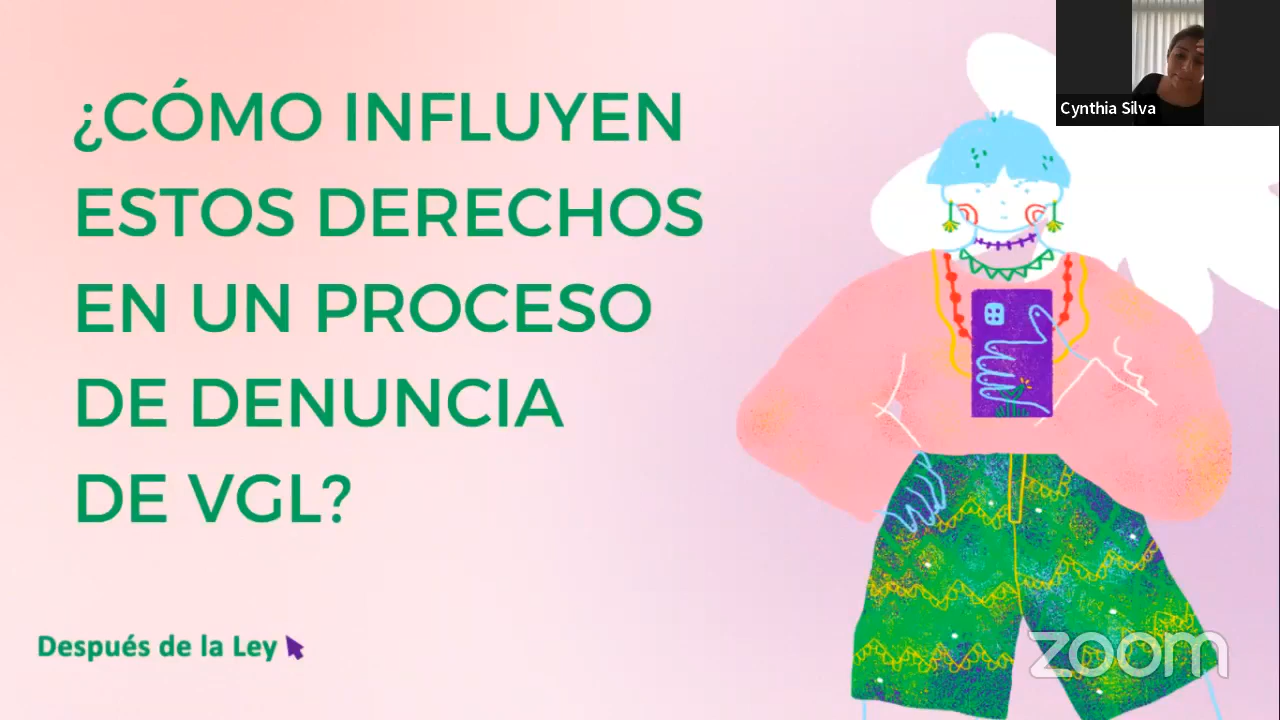 ¿CÓMO INFLUYEN
ESTOS DERECHOS
EN UN PROCESO
DE DENUNCIA
DE VGL?
Cynthia Silva
Después de la Ley
zoom